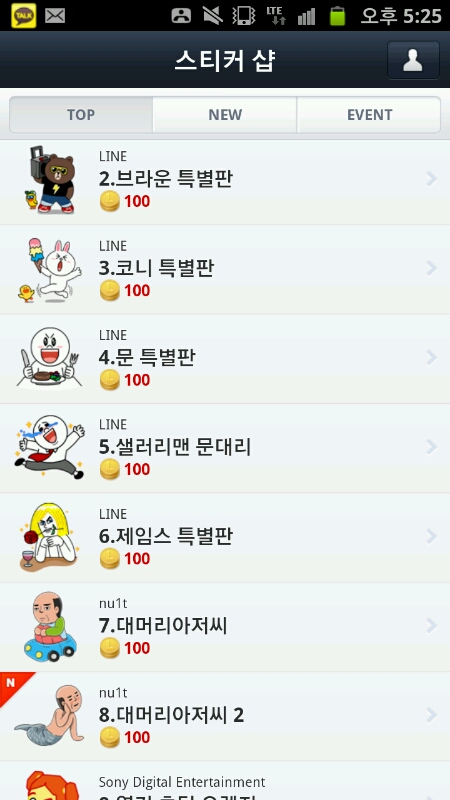 TALK
LTE
오후 5:25
스티커 샵
TOP
NEW
EVENT
LINE
2.브라운 특별판
100
LINE
3.코니 특별판
100
LINE
4.문 특별판
100
LINE
5.샐러리맨 문대리
100
LINE
6.제임스 특별판
100
nu1t
7.대머리아저씨
100
N
nu1t
8.대머리아저씨 2
100
Sony Digital Entertainment